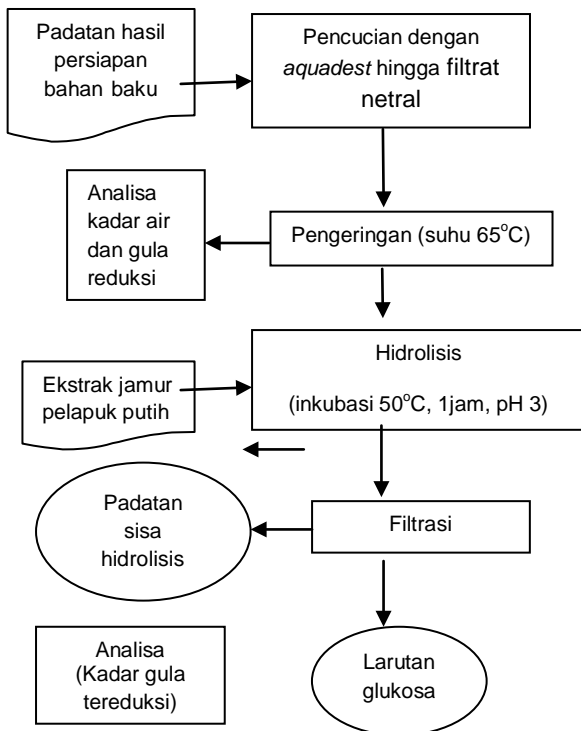 Padatan hasil
persiapan
bahan baku
Pencucian dengan
aquadest hingga filtrat
netral
Analisa
kadar air
dan gula
reduksi
Pengeringan (suhu 65°C)
Hidrolisis
(inkubasi 50°C, 1jam, pH 3)
Ekstrak jamur
pelapuk putih
Padatan
sisa
hidrolisis
Filtrasi
Analisa
(Kadar gula
tereduksi)
Larutan
glukosa